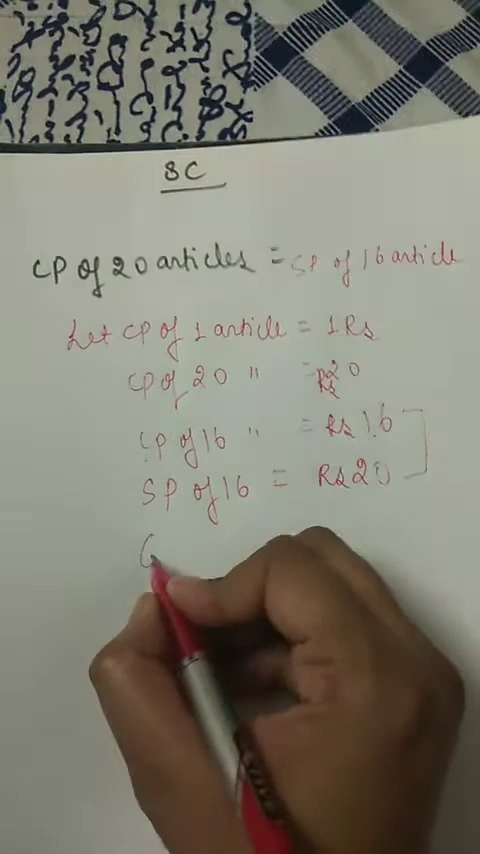 8C
CP of 20 articles = SP of 16 article
Let CP of 1 article = 1 Rs
CP of 20 " = Rs 20
CP of 16 " = Rs 16
SP of 16 = Rs 20
G